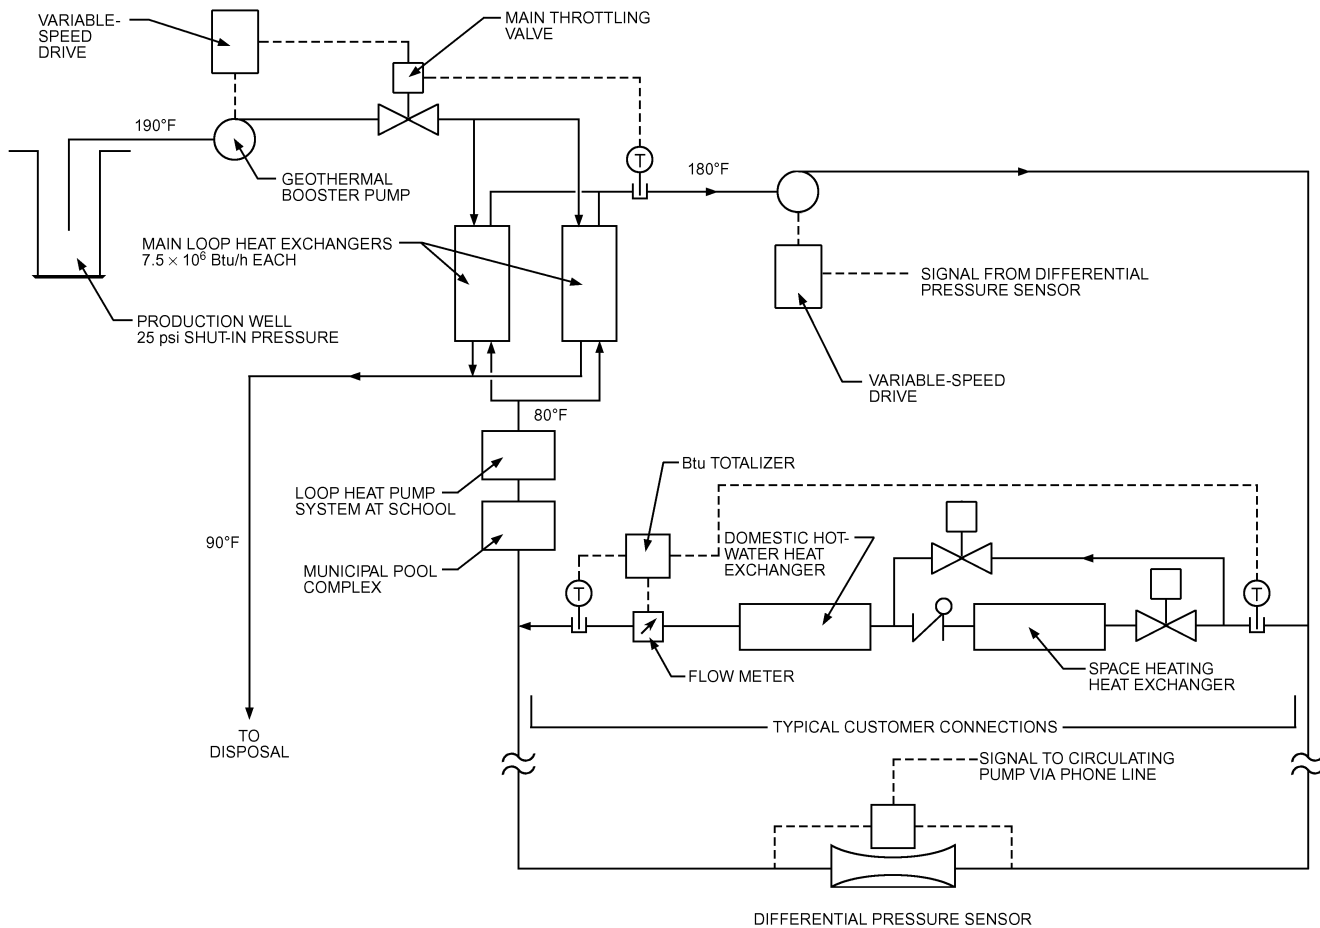 VARIABLE-
SPEED
DRIVE
MAIN THROTTLING
VALVE
190°F
GEOTHERMAL
BOOSTER PUMP
T
180°F
MAIN LOOP HEAT EXCHANGERS
7.5 × 10⁶ Btu/h EACH
SIGNAL FROM DIFFERENTIAL
PRESSURE SENSOR
PRODUCTION WELL
25 psi SHUT-IN PRESSURE
VARIABLE-SPEED
DRIVE
80°F
Btu TOTALIZER
LOOP HEAT PUMP
SYSTEM AT SCHOOL
90°F
DOMESTIC HOT-
WATER HEAT
EXCHANGER
MUNICIPAL POOL
COMPLEX
T
T
FLOW METER
SPACE HEATING
HEAT EXCHANGER
TYPICAL CUSTOMER CONNECTIONS
TO
DISPOSAL
SIGNAL TO CIRCULATING
PUMP VIA PHONE LINE
DIFFERENTIAL PRESSURE SENSOR